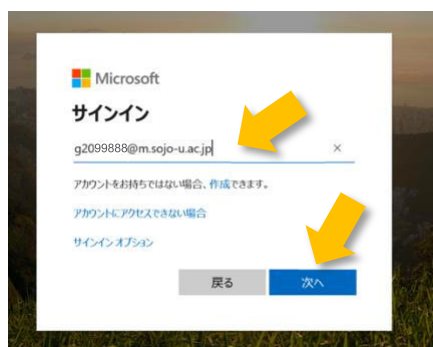 Microsoft
サインイン
g2099888@m.sojo-u.ac.jp
×
アカウントをお持ちではない場合、作成できます。
アカウントにアクセスできない場合
サインイン オプション
戻る
次へ